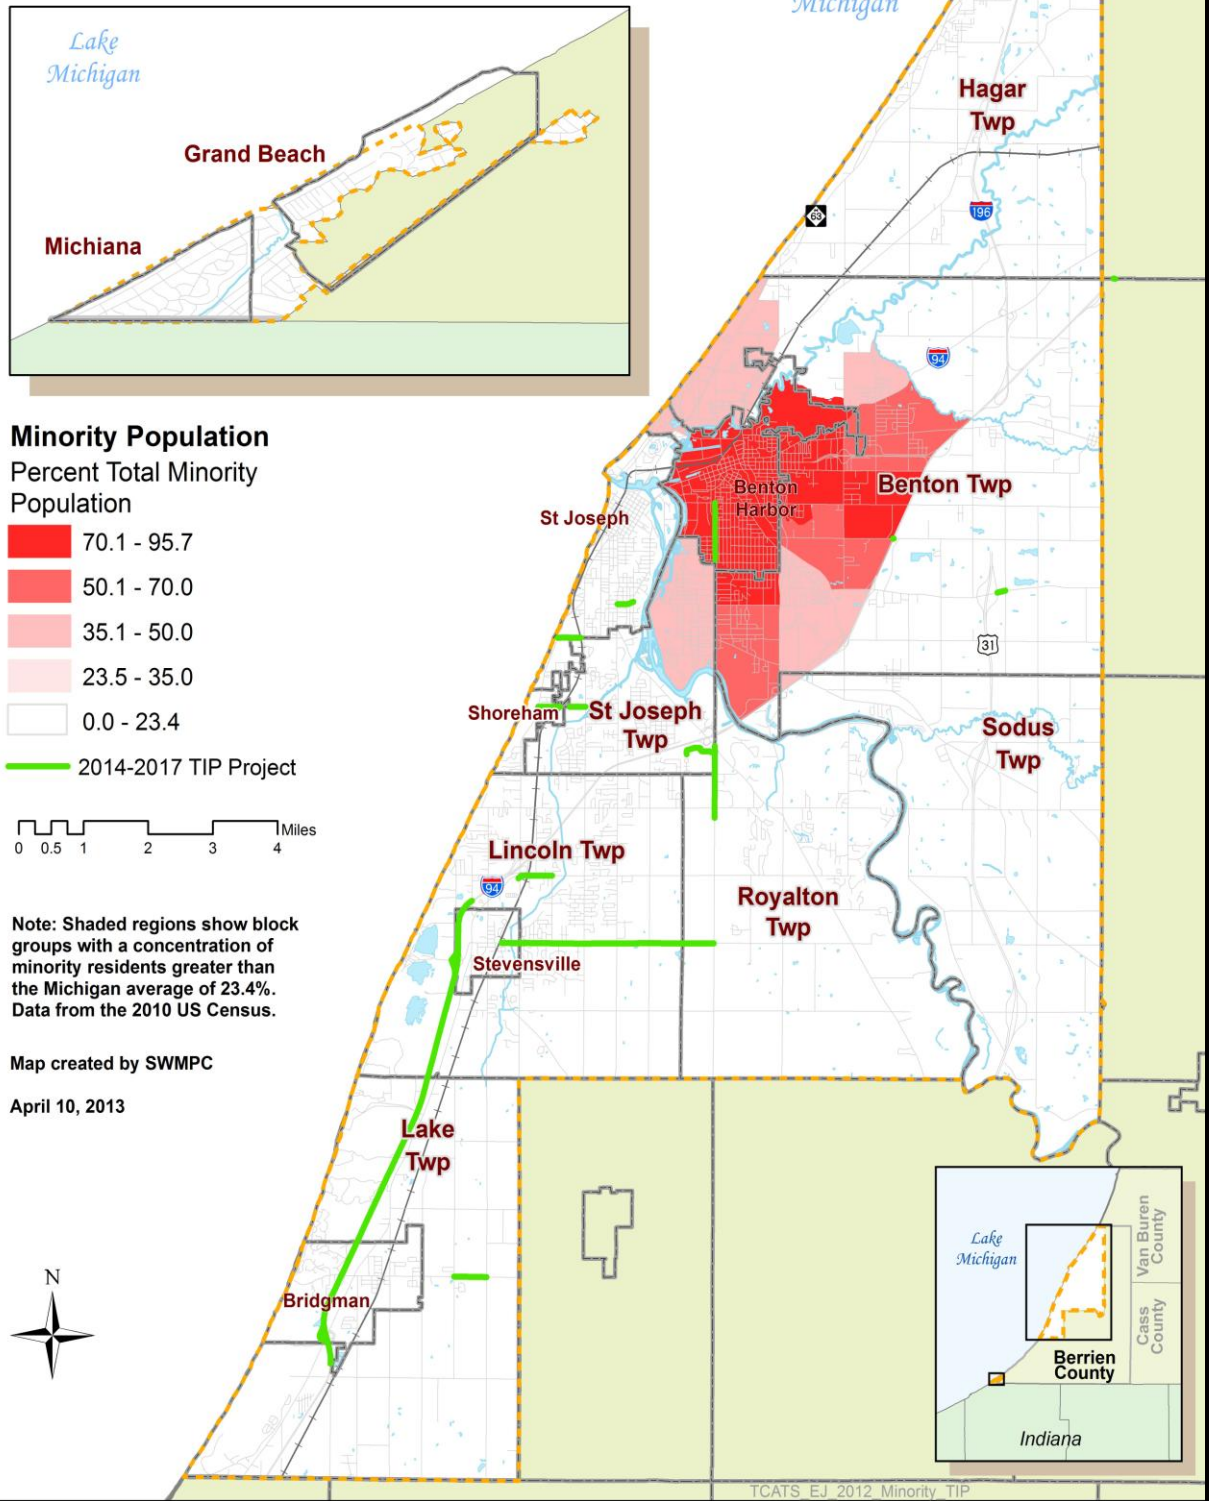 Lake
Michigan
Grand Beach
Michiana
Michigan
Hagar
Twp
63
196
94
Minority Population
Percent Total Minority
Population
70.1 - 95.7
50.1 - 70.0
35.1 - 50.0
23.5 - 35.0
0.0 - 23.4
2014-2017 TIP Project
0 0.5 1 2 3 4 Miles
Note: Shaded regions show block
groups with a concentration of
minority residents greater than
the Michigan average of 23.4%.
Data from the 2010 US Census.
Map created by SWMPC
April 10, 2013
N
Benton
Harbor
Benton Twp
St Joseph
31
Shoreham
St Joseph
Twp
Sodus
Twp
Lincoln Twp
94
Royalton
Twp
Stevensville
Lake
Twp
Bridgman
Lake
Michigan
Van Buren
County
Cass
County
Berrien
County
Indiana
TCATS_EJ_2012_Minority_TIP